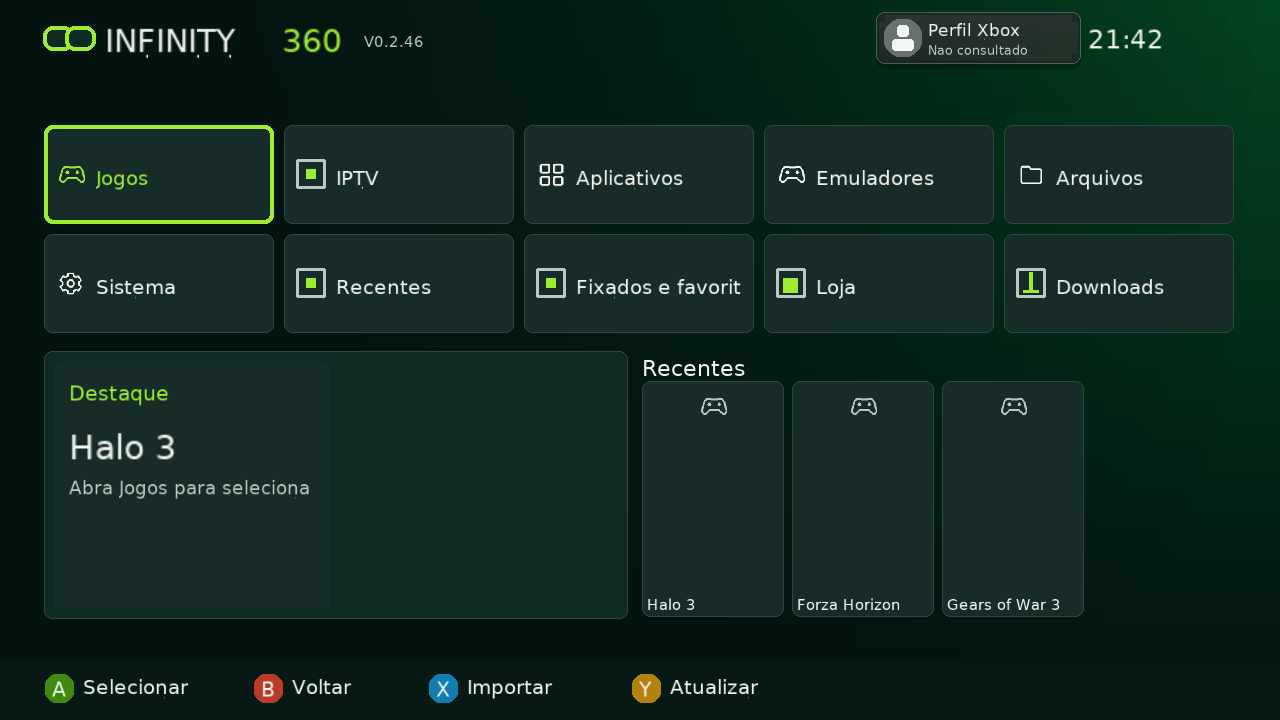 INFINITY 360 V0.2.46
Perfil Xbox
Nao consultado
21:42
Jogos
IPTV
Aplicativos
Emuladores
Arquivos
Sistema
Recentes
Fixados e favorit
Loja
Downloads
Destaque
Halo 3
Abra Jogos para seleciona
Recentes
Halo 3
Forza Horizon
Gears of War 3
A Selecionar
B Voltar
X Importar
Y Atualizar